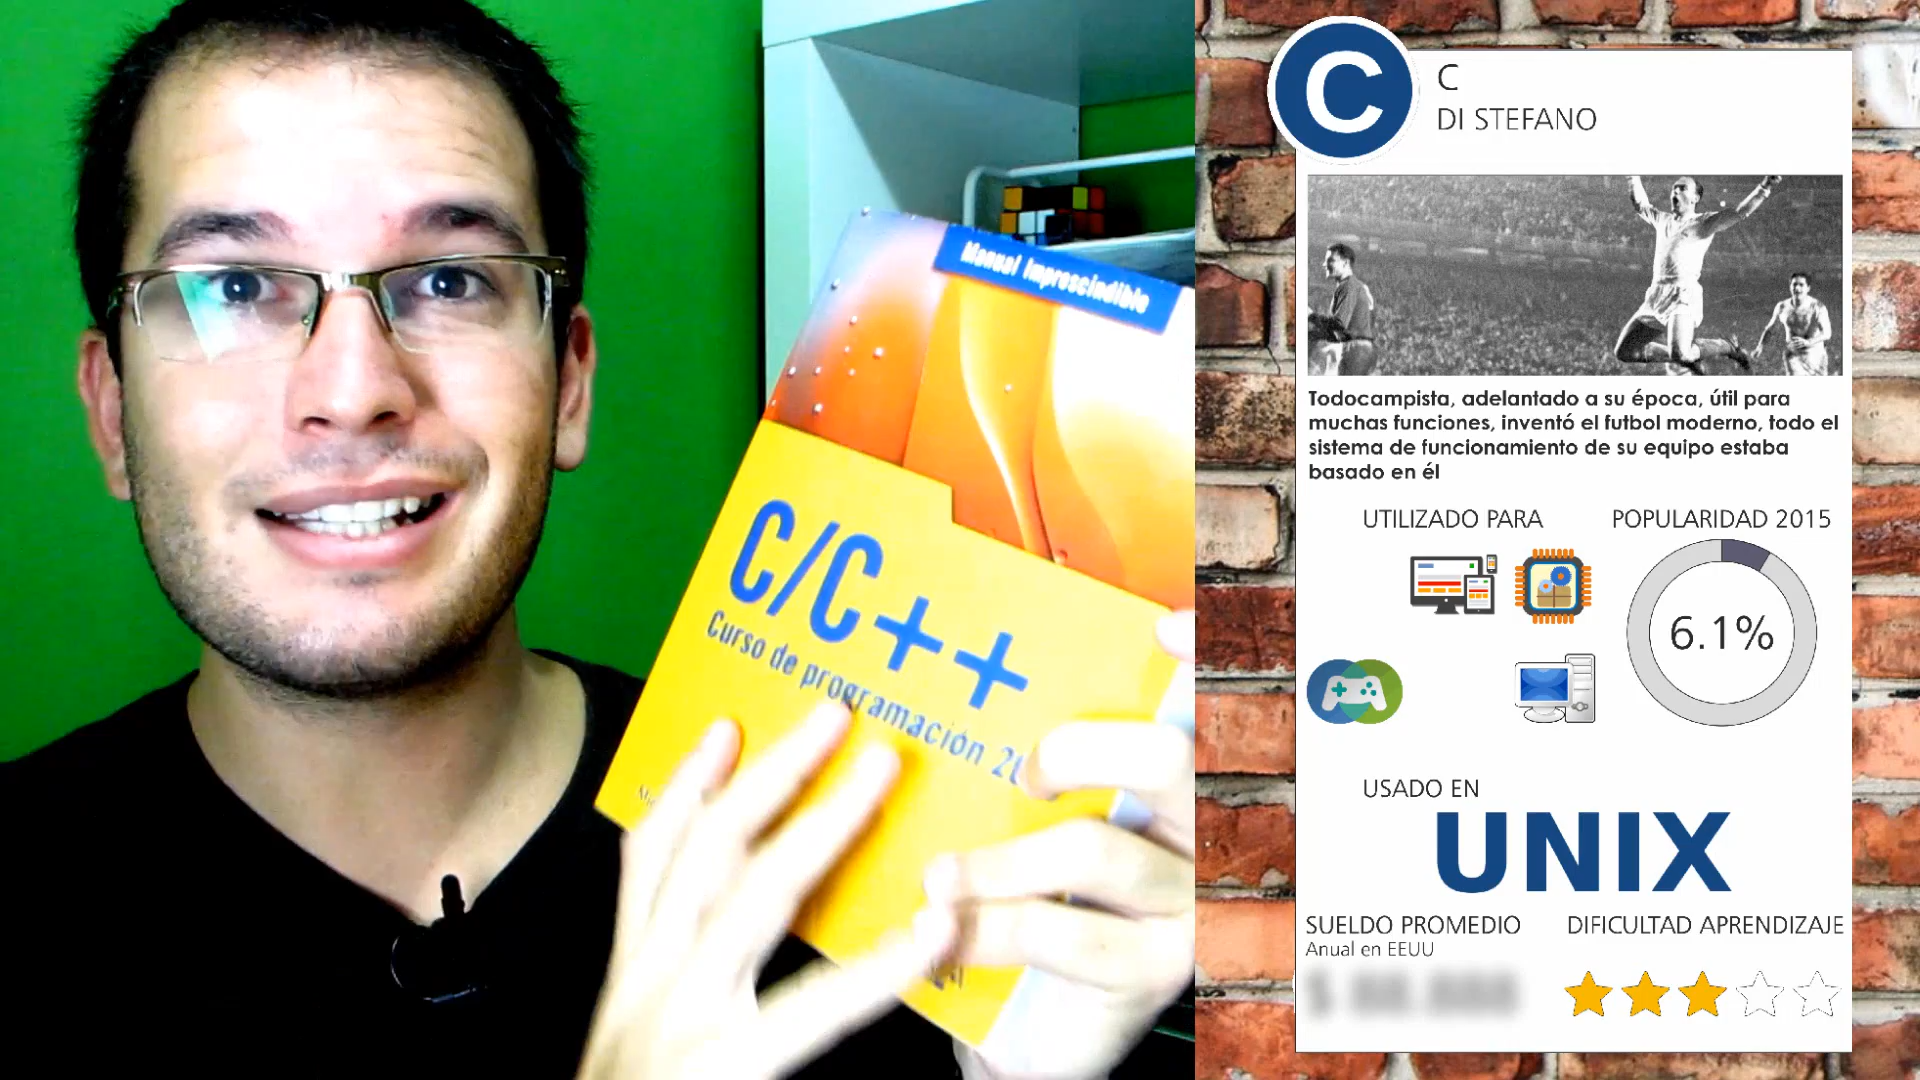 Manual Imprescindible
C/C++
Curso de programación
C
C
DI STEFANO
Todocampista, adelantado a su época, útil para
muchas funciones, inventó el futbol moderno, todo el
sistema de funcionamiento de su equipo estaba
basado en él
UTILIZADO PARA
POPULARIDAD 2015
6.1%
USADO EN
UNIX
SUELDO PROMEDIO
Anual en EEUU
DIFICULTAD APRENDIZAJE